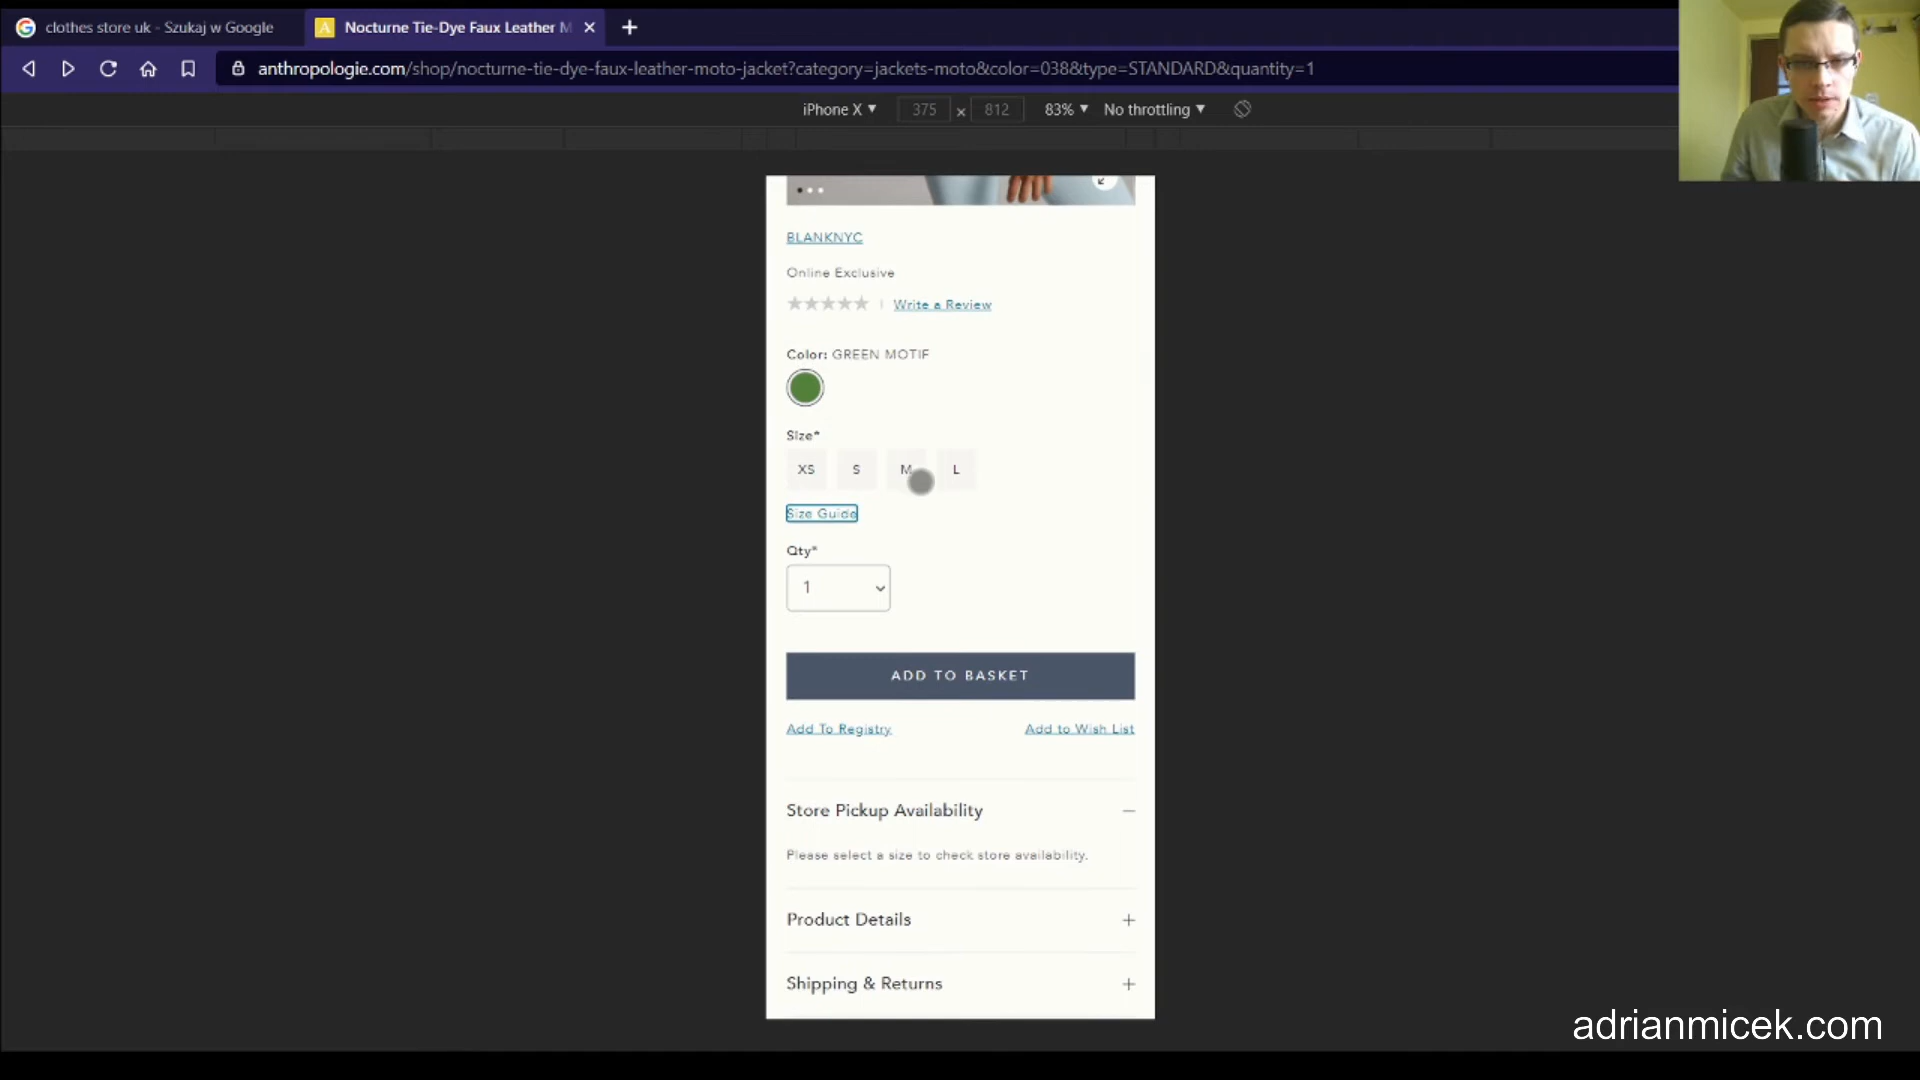 clothes store uk - Szukaj w Google
Nocturne Tie-Dye Faux Leather M
anthropologie.com/shop/nocturne-tie-dye-faux-leather-moto-jacket?category=jackets-moto&color=038&type=STANDARD&quantity=1
iPhone X 375 x 812 83% No throttling
BLANKNYC
Online Exclusive
Write a Review
Color: GREEN MOTIF
Size*
XS S M L
Size Guide
Qty*
1
ADD TO BASKET
Add To Registry Add to Wish List
Store Pickup Availability
Please select a size to check store availability.
Product Details
Shipping & Returns
adrianmicek.com